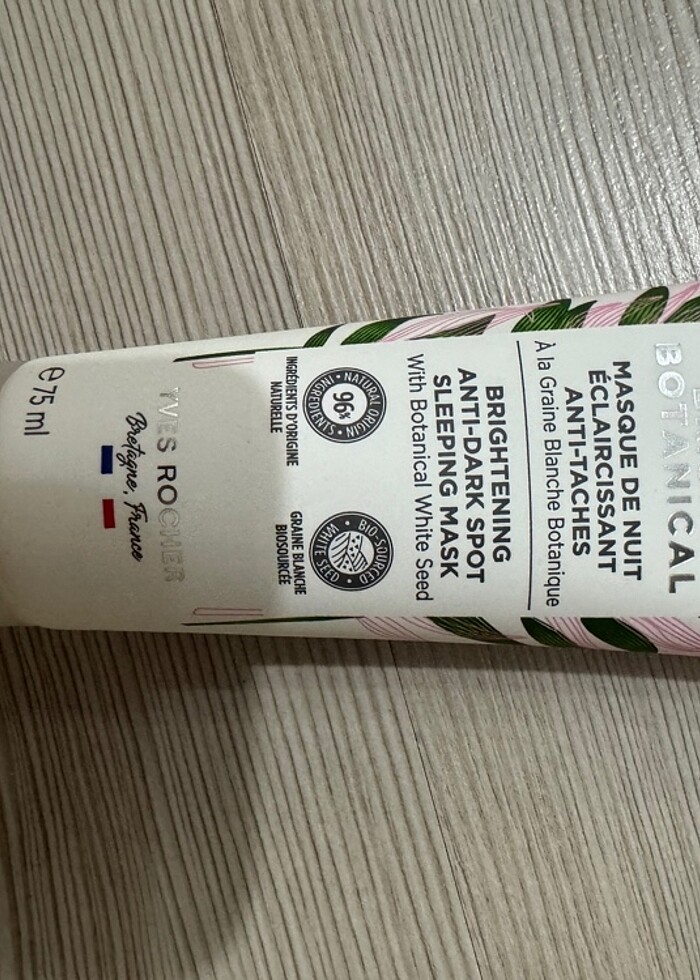 BOTANICAL
MASQUE DE NUIT
ÉCLAIRCISSANT
ANTI-TACHES
À la Graine Blanche Botanique
BRIGHTENING
ANTI-DARK SPOT
SLEEPING MASK
With Botanical White Seed
NATURAL ORIGIN
96%
INGREDIENTS
INGRÉDIENTS D'ORIGINE
NATURELLE
BIO-SOURCED
WHITE SEED
GRAINE BLANCHE
BIOSOURCÉE
YVES ROCHER
Bretagne, France
℮ 75 ml